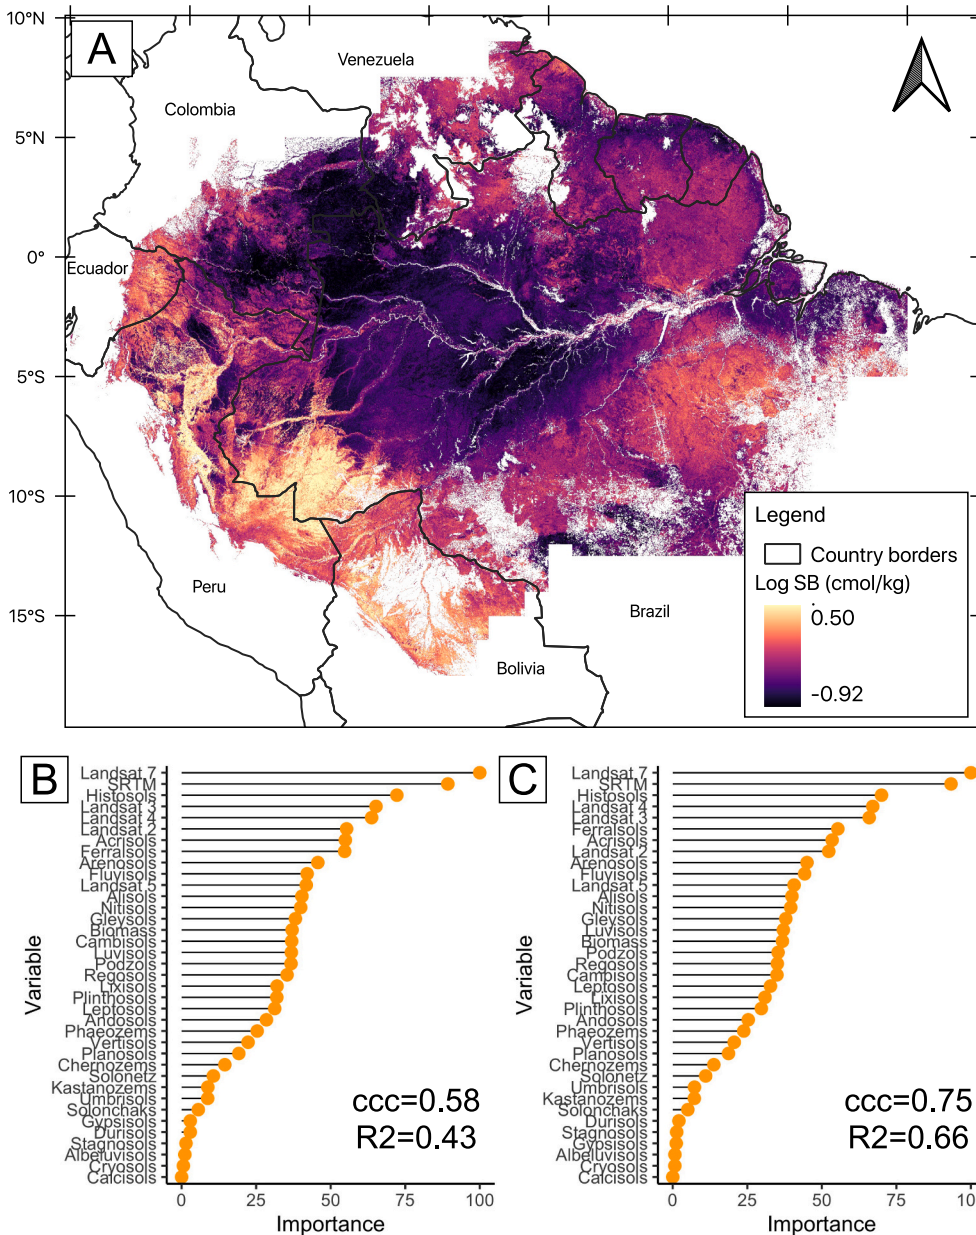 A
10°N
5°N
0°
5°S
10°S
15°S
Venezuela
Colombia
Ecuador
Peru
Bolivia
Brazil
Legend
Country borders
Log SB (cmol/kg)
0.50
-0.92
B
Variable
Landsat 7
SRTM
Histosols
Landsat 3
Landsat 4
Landsat 2
Acrisols
Ferralsols
Arenosols
Fluvisols
Landsat 5
Alisols
Nitisols
Gleysols
Biomass
Cambisols
Luvisols
Podzols
Regosols
Lixisols
Plinthosols
Leptosols
Andosols
Phaeozems
Vertisols
Planosols
Chernozems
Solonetz
Kastanozems
Umbrisols
Solonchaks
Gypsisols
Durisols
Stagnosols
Albeluvisols
Cryosols
Calcisols
ccc=0.58
R2=0.43
0 25 50 75 100
Importance
C
Variable
Landsat 7
SRTM
Histosols
Landsat 4
Landsat 3
Ferralsols
Acrisols
Landsat 2
Arenosols
Fluvisols
Landsat 5
Alisols
Nitisols
Gleysols
Luvisols
Biomass
Podzols
Regosols
Cambisols
Leptosols
Lixisols
Plinthosols
Andosols
Phaeozems
Vertisols
Planosols
Chernozems
Solonetz
Umbrisols
Kastanozems
Solonchaks
Durisols
Stagnosols
Gypsisols
Albeluvisols
Cryosols
Calcisols
ccc=0.75
R2=0.66
0 25 50 75 10
Importance